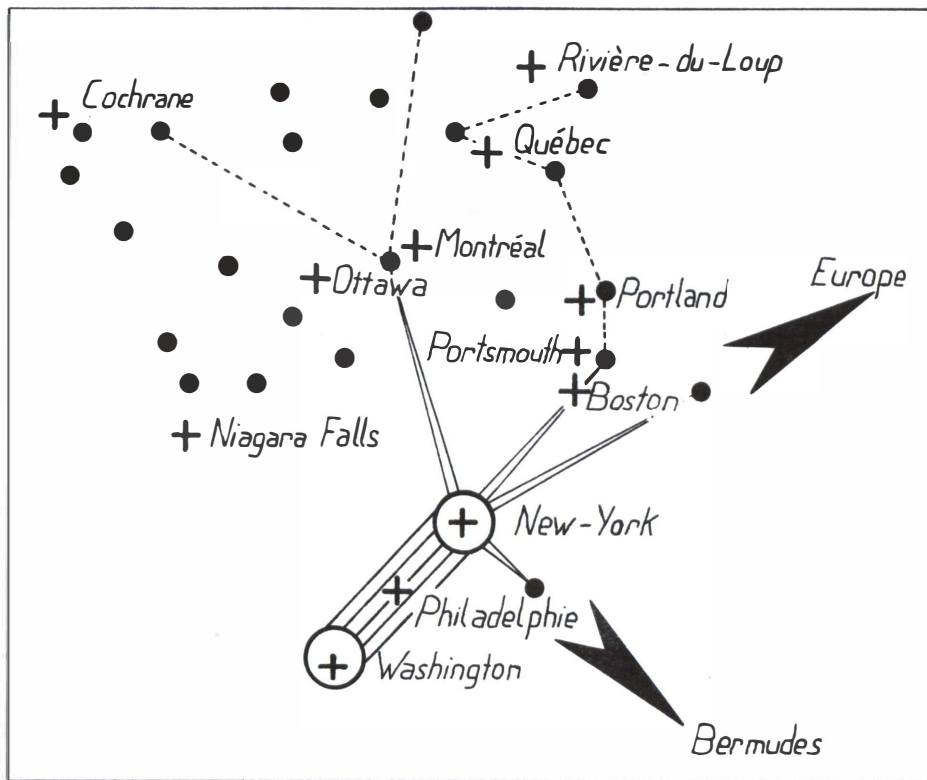 Rivière-du-Loup
Cochrane
Québec
Montréal
Ottawa
Europe
Portland
Portsmouth
Boston
Niagara Falls
New-York
Philadelphie
Washington
Bermudes